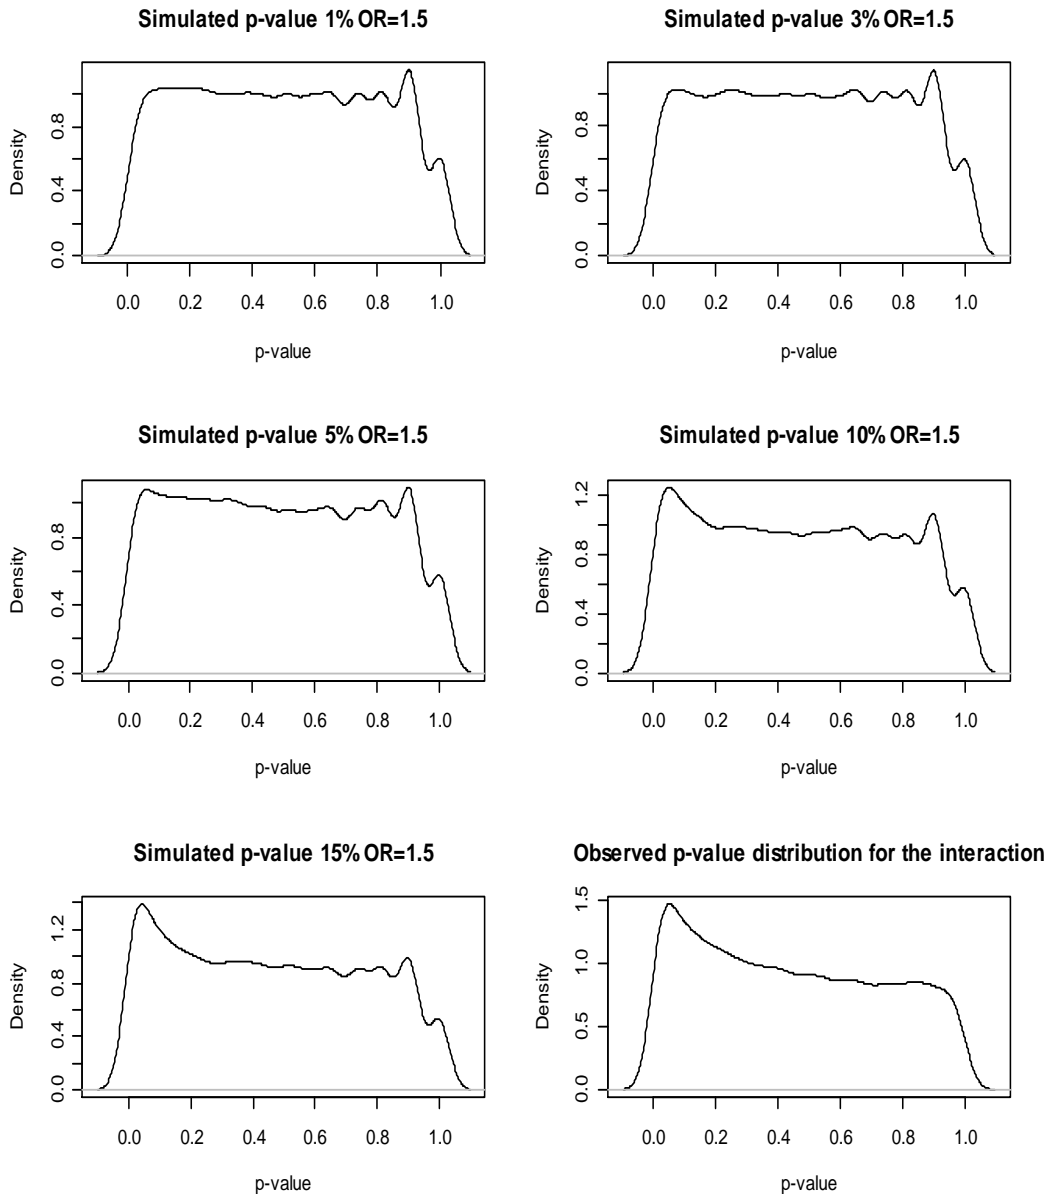 Simulated p-value 1% OR=1.5
Density
0.0 0.4 0.8
0.0 0.2 0.4 0.6 0.8 1.0
p-value
Simulated p-value 3% OR=1.5
Density
0.0 0.4 0.8
0.0 0.2 0.4 0.6 0.8 1.0
p-value
Simulated p-value 5% OR=1.5
Density
0.0 0.4 0.8
0.0 0.2 0.4 0.6 0.8 1.0
p-value
Simulated p-value 10% OR=1.5
Density
0.0 0.4 0.8 1.2
0.0 0.2 0.4 0.6 0.8 1.0
p-value
Simulated p-value 15% OR=1.5
Density
0.0 0.4 0.8 1.2
0.0 0.2 0.4 0.6 0.8 1.0
p-value
Observed p-value distribution for the interaction
Density
0.0 0.5 1.0 1.5
0.0 0.2 0.4 0.6 0.8 1.0
p-value